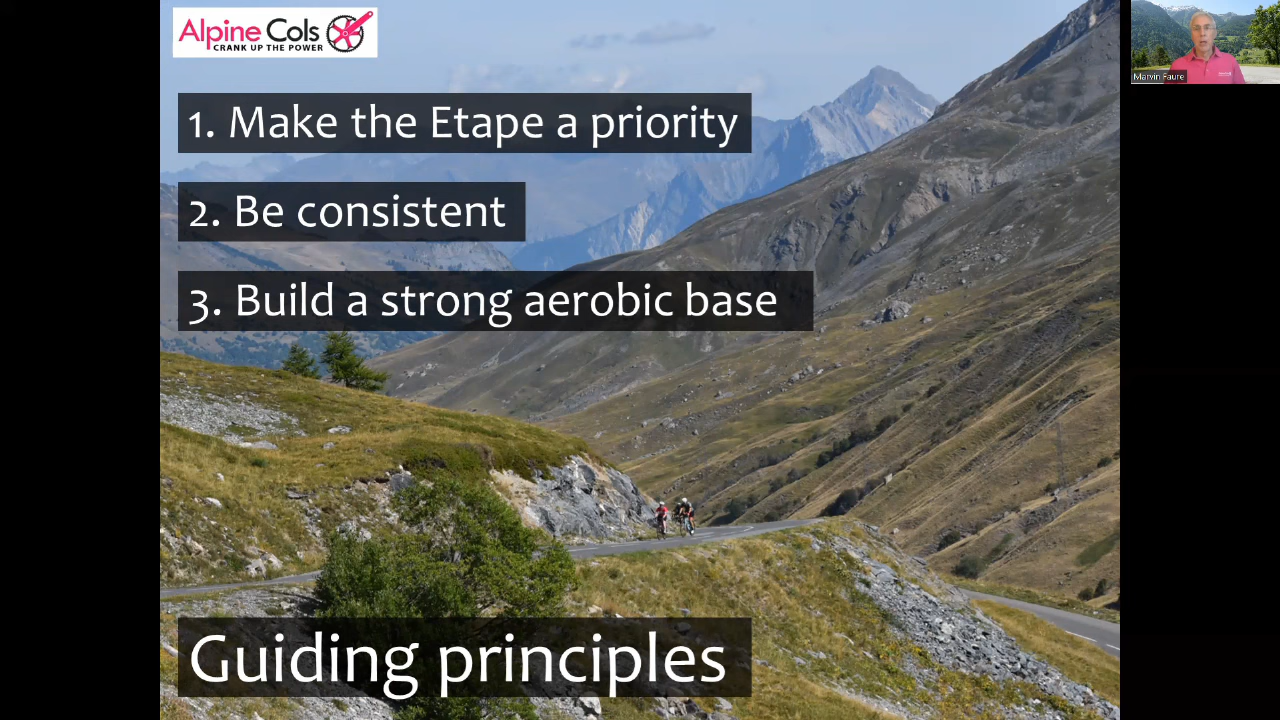 Alpine Cols
CRANK UP THE POWER
1. Make the Etape a priority
2. Be consistent
3. Build a strong aerobic base
Guiding principles
Marvin Faure